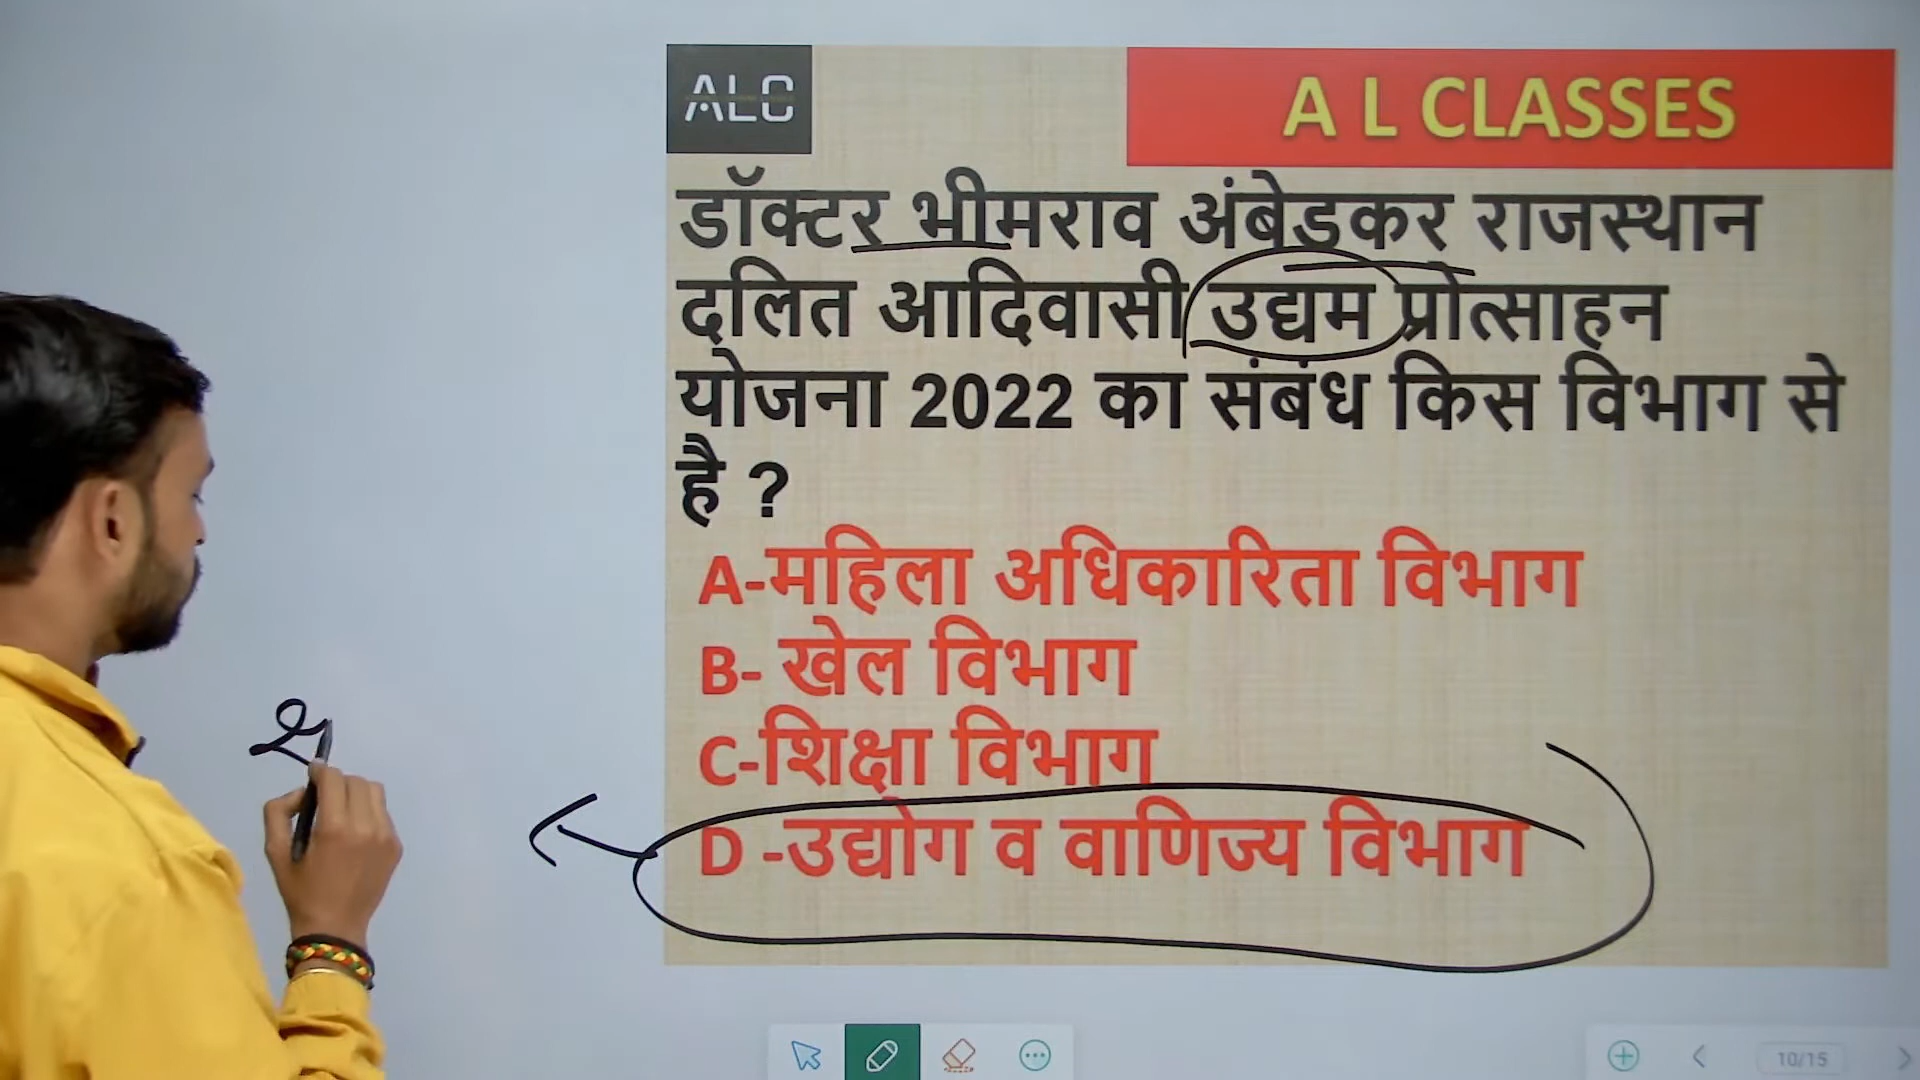 ALC
A L CLASSES
डॉक्टर भीमराव अंबेडकर राजस्थान
दलित आदिवासी उद्यम प्रोत्साहन
योजना 2022 का संबंध किस विभाग से
है ?
A-महिला अधिकारिता विभाग
B- खेल विभाग
C-शिक्षा विभाग
D -उद्योग व वाणिज्य विभाग
10/15